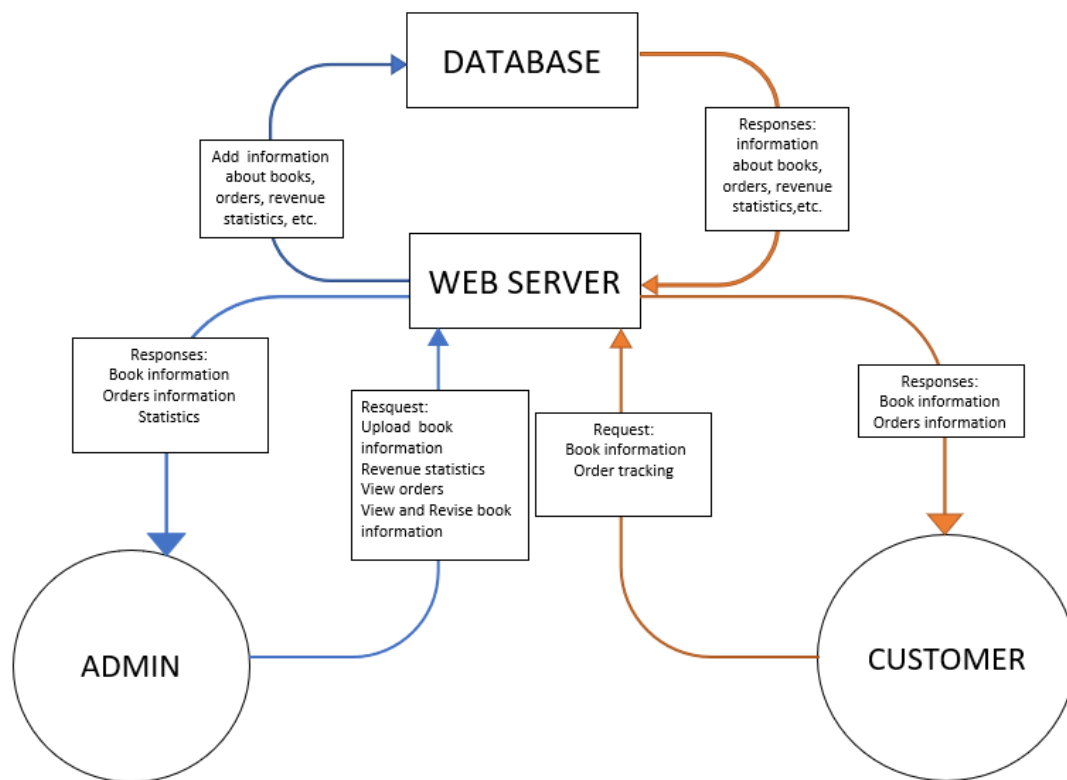 DATABASE
Add information
about books,
orders, revenue
statistics, etc.
Responses:
information
about books,
orders, revenue
statistics,etc.
WEB SERVER
Responses:
Book information
Orders information
Statistics
Resquest:
Upload book
information
Revenue statistics
View orders
View and Revise book
information
Request:
Book information
Order tracking
Responses:
Book information
Orders information
ADMIN
CUSTOMER